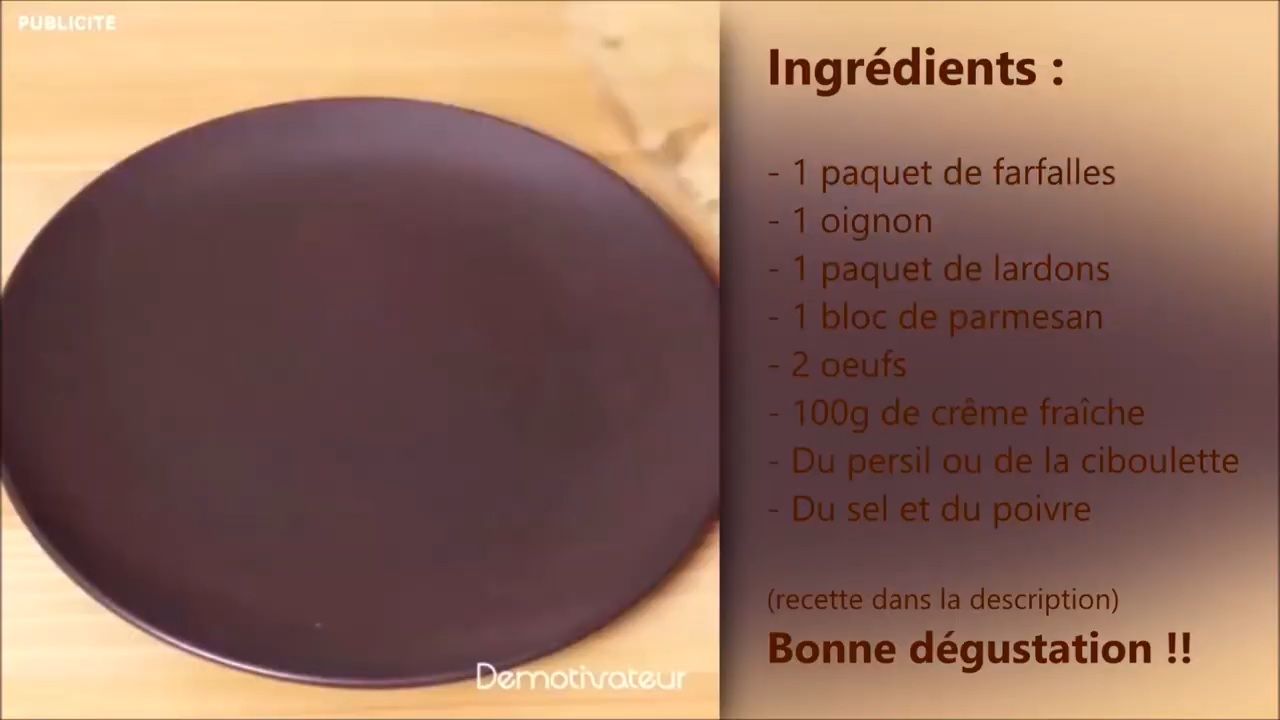 PUBLICITE
Ingrédients :
- 1 paquet de farfalles
- 1 oignon
- 1 paquet de lardons
- 1 bloc de parmesan
- 2 oeufs
- 100g de crême fraîche
- Du persil ou de la ciboulette
- Du sel et du poivre
(recette dans la description)
Bonne dégustation !!
Demotivateur